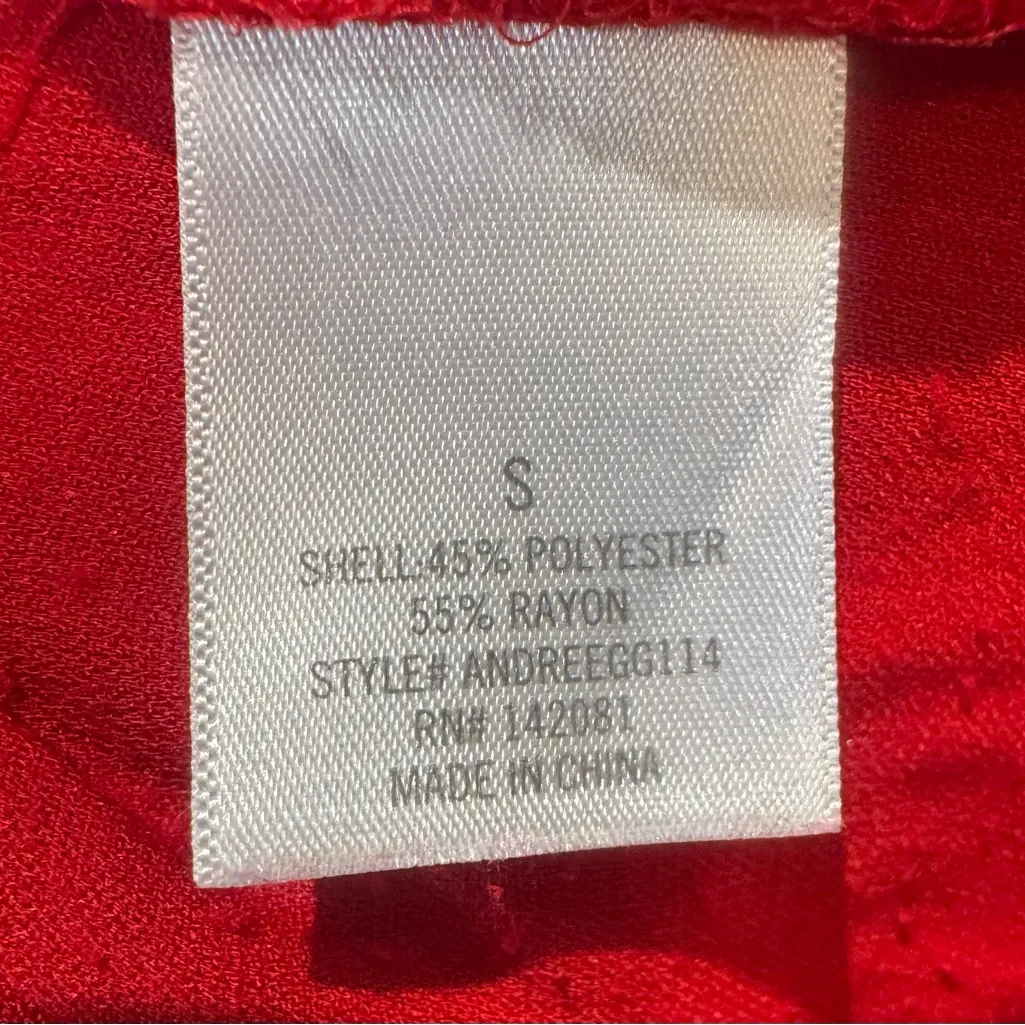 S
SHELL:45% POLYESTER
55% RAYON
STYLE# ANDREEGG114
RN# 142081
MADE IN CHINA